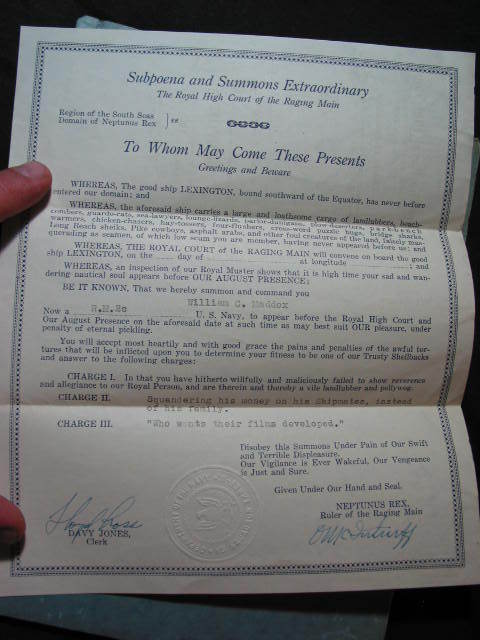 Subpoena and Summons Extraordinary
The Royal High Court of the Raging Main
Region of the South Seas
Domain of Neptunus Rex } ss
To Whom May Come These Presents
Greetings and Beware
WHEREAS, The good ship LEXINGTON, bound southward of the Equator, has never before
entered our domain: and
WHEREAS, the aforesaid ship carries a large and loathsome cargo of landlubbers, beach-
combers, guardo-rats, sea-lawyers, lounge-lizards, parlor-dunnigans, plow-deserters, park-bench
warmers, chicken-chasers, hay-tossers, four-flushers, cross-word puzzle bugs, bridge sharks,
Long Beach sheiks, Pike cowboys, asphalt arabs, and other foul creatures of the land, falsely mas-
querading as seamen, of which low scum you are member, having never appeared before us; and
WHEREAS, THE ROYAL COURT of the RAGING MAIN will convene on board the good
ship LEXINGTON, on the day of at longitude ; and
WHEREAS, an inspection of our Royal Muster shows that it is high time your sad and wan-
dering nautical soul appears before OUR AUGUST PRESENCE;
BE IT KNOWN, That we hereby summon and command you
William C. Maddox
Now a R.M.2c U. S. Navy, to appear before the Royal High Court and
Our August Presence on the aforesaid date at such time as may best suit OUR pleasure, under
penalty of eternal pickling.
You will accept most heartily and with good grace the pains and penalties of the awful tor-
tures that will be inflicted upon you to determine your fitness to be one of our Trusty Shellbacks
and answer to the following charges:
CHARGE I. In that you have hitherto willfully and maliciously failed to show reverence
and allegiance to our Royal Person, and are therein and thereby a vile landlubber and pollywog.
CHARGE II. Squandering his money on his Shipmates, instead
of his family.
CHARGE III. "Who wants their films developed."
Disobey this Summons Under Pain of Our Swift
and Terrible Displeasure.
Our Vigilance is Ever Wakeful, Our Vengeance
is Just and Sure.
Given Under Our Hand and Seal.
NEPTUNUS REX,
Ruler of the Raging Main
DAVY JONES,
Clerk